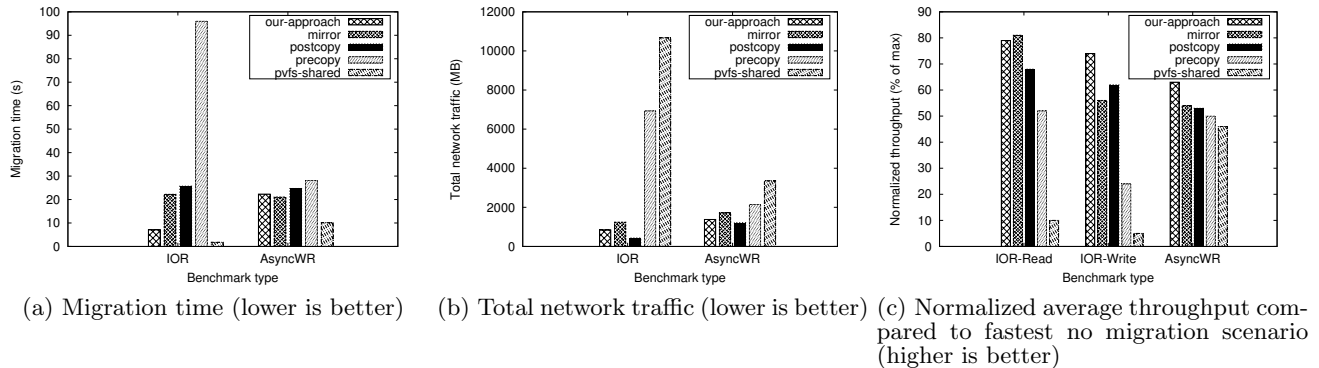 Migration time (s)
100
90
80
70
60
50
40
30
20
10
0
our-approach
mirror
postcopy
precopy
pvfs-shared
IOR
AsyncWR
Benchmark type
(a) Migration time (lower is better)
Total network traffic (MB)
12000
10000
8000
6000
4000
2000
0
our-approach
mirror
postcopy
precopy
pvfs-shared
IOR
AsyncWR
Benchmark type
(b) Total network traffic (lower is better)
Normalized throughput (% of max)
90
80
70
60
50
40
30
20
10
0
our-approach
mirror
postcopy
precopy
pvfs-shared
IOR-Read
IOR-Write
AsyncWR
Benchmark type
(c) Normalized average throughput com-
pared to fastest no migration scenario
(higher is better)